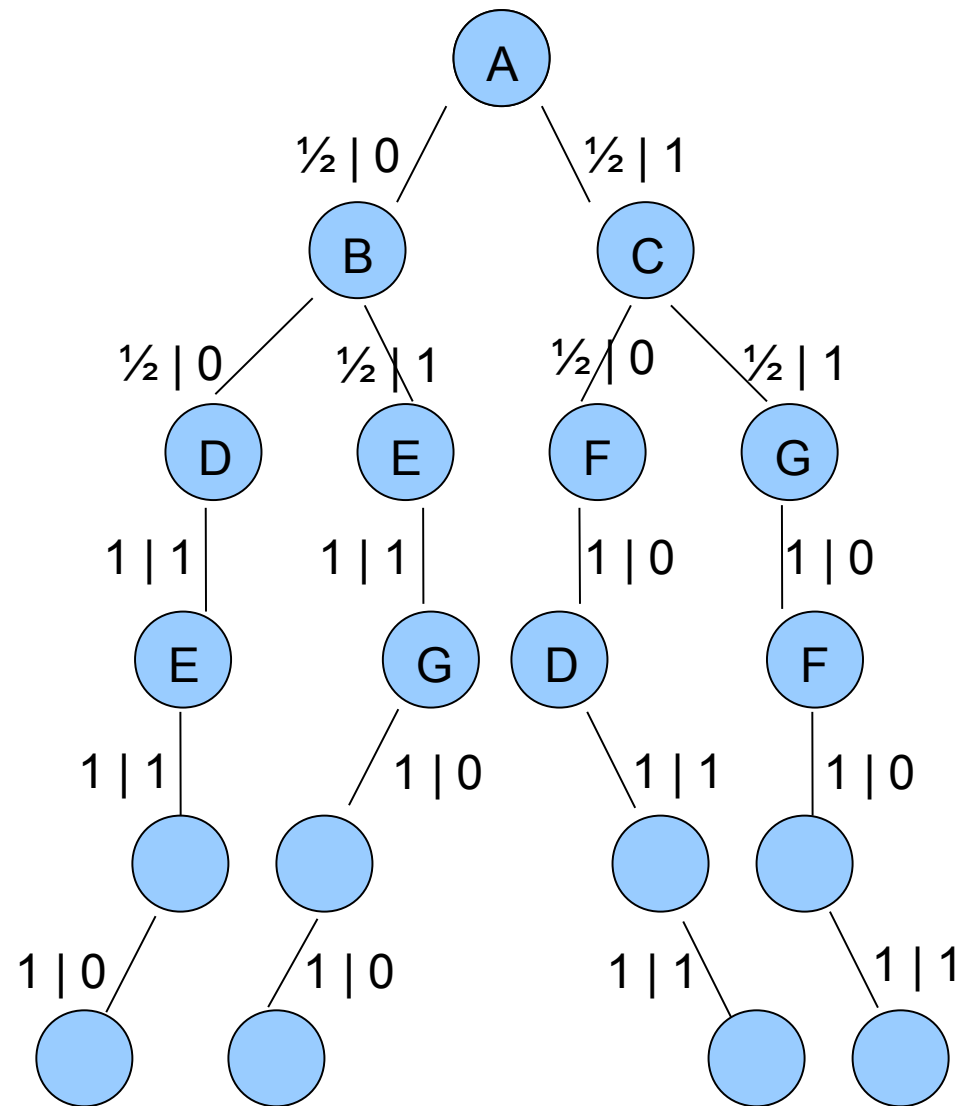 A
½ | 0 ½ | 1
B C
½ | 0 ½ | 1 ½ | 0 ½ | 1
D E F G
1 | 1 1 | 1 1 | 0 1 | 0
E G D F
1 | 1 1 | 0 1 | 1 1 | 0
1 | 0 1 | 0 1 | 1 1 | 1